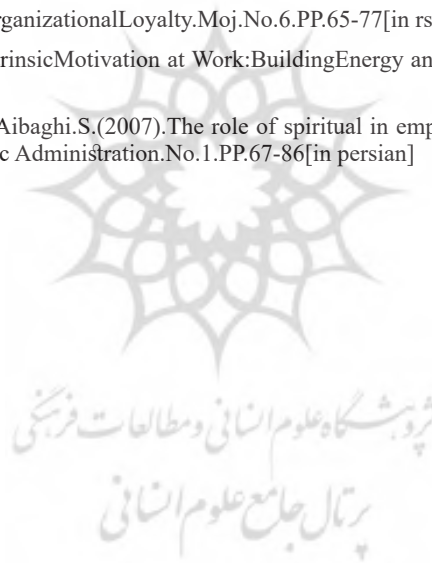 rganizationalLoyalty.Moj.No.6.PP.65-77[in rs
rinsicMotivation at Work:BuildingEnergy an
Aibaghi.S.(2007).The role of spiritual in emp
c Administration.No.1.PP.67-86[in persian]
پژوهشگاه علوم انسانی و مطالعات فرهنگی
پرتال جامع علوم انسانی